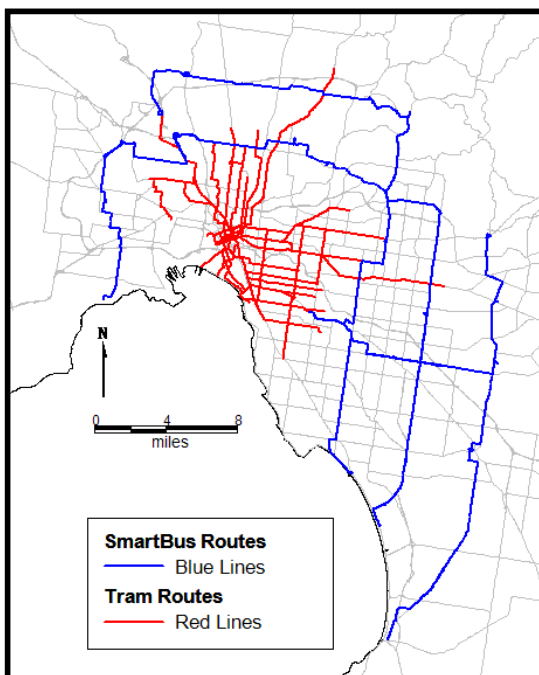 N
0 4 8
miles
SmartBus Routes
Blue Lines
Tram Routes
Red Lines